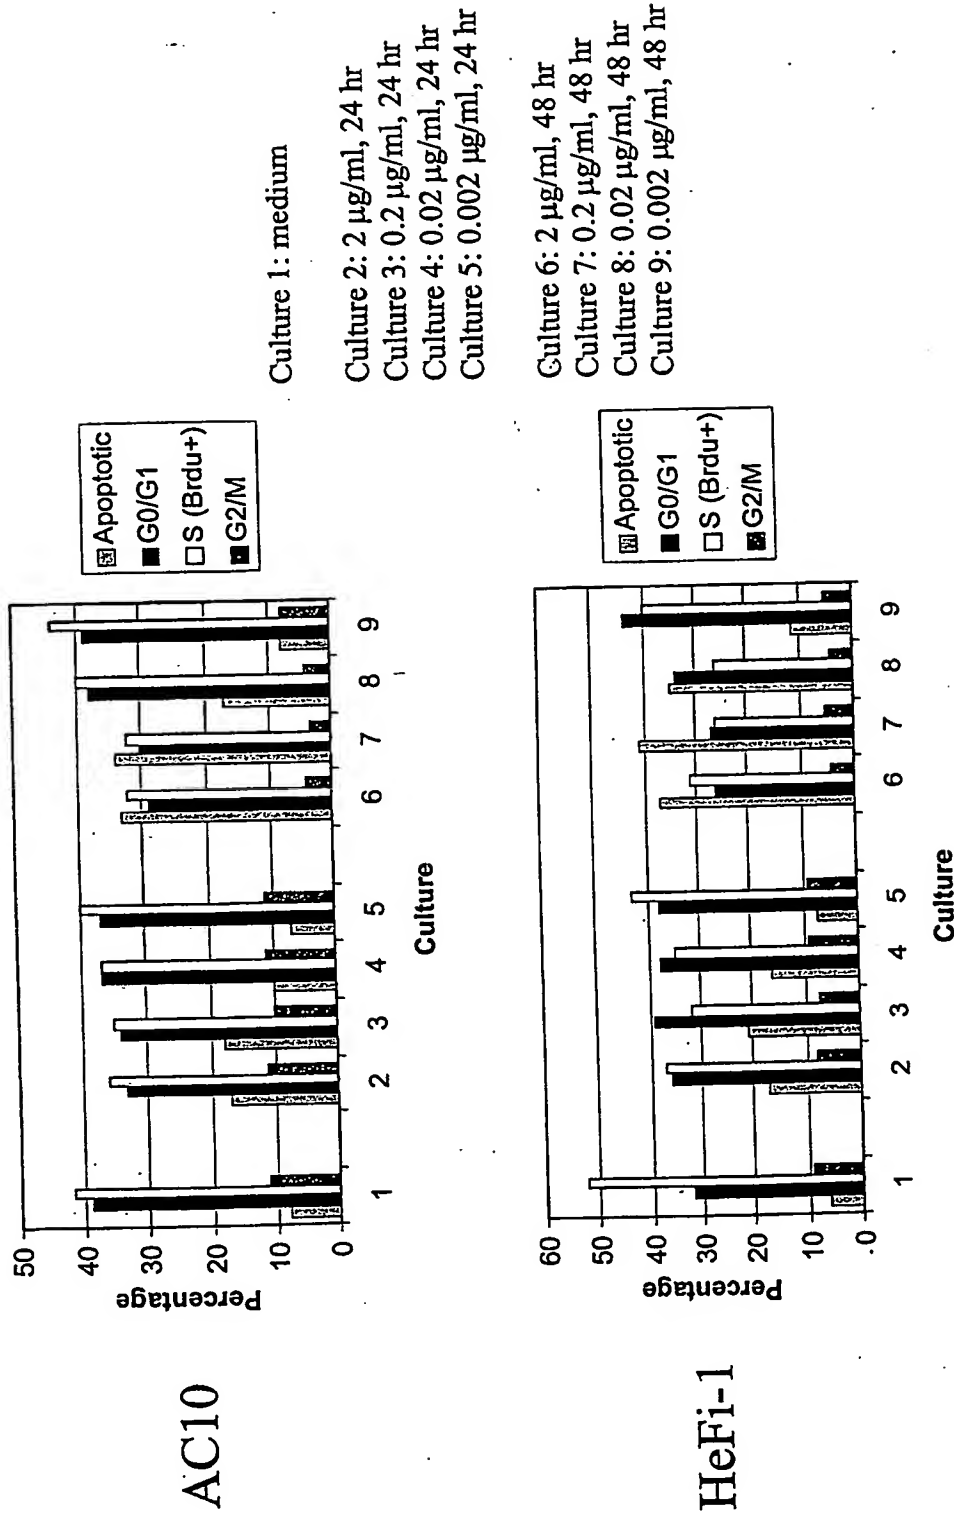 AC10
Percentage
50
40
30
20
10
0
1 2 3 4 5 6 7 8 9
Culture
Apoptotic
G0/G1
S (Brdu+)
G2/M
HeFi-1
Percentage
60
50
40
30
20
10
0
1 2 3 4 5 6 7 8 9
Culture
Apoptotic
G0/G1
S (Brdu+)
G2/M
Culture 1: medium
Culture 2: 2 µg/ml, 24 hr
Culture 3: 0.2 µg/ml, 24 hr
Culture 4: 0.02 µg/ml, 24 hr
Culture 5: 0.002 µg/ml, 24 hr
Culture 6: 2 µg/ml, 48 hr
Culture 7: 0.2 µg/ml, 48 hr
Culture 8: 0.02 µg/ml, 48 hr
Culture 9: 0.002 µg/ml, 48 hr